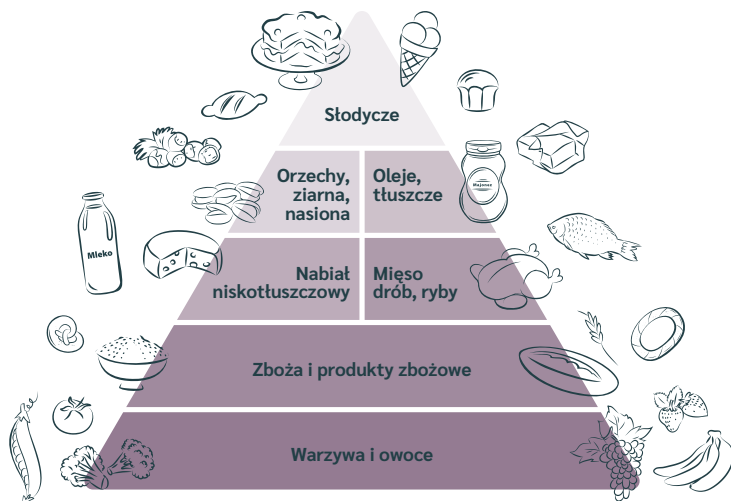 Słodycze
Orzechy,
ziarna,
nasiona
Oleje,
tłuszcze
Majonez
Mleko
Nabiał
niskotłuszczowy
Mięso
drób, ryby
Zboża i produkty zbożowe
Warzywa i owoce